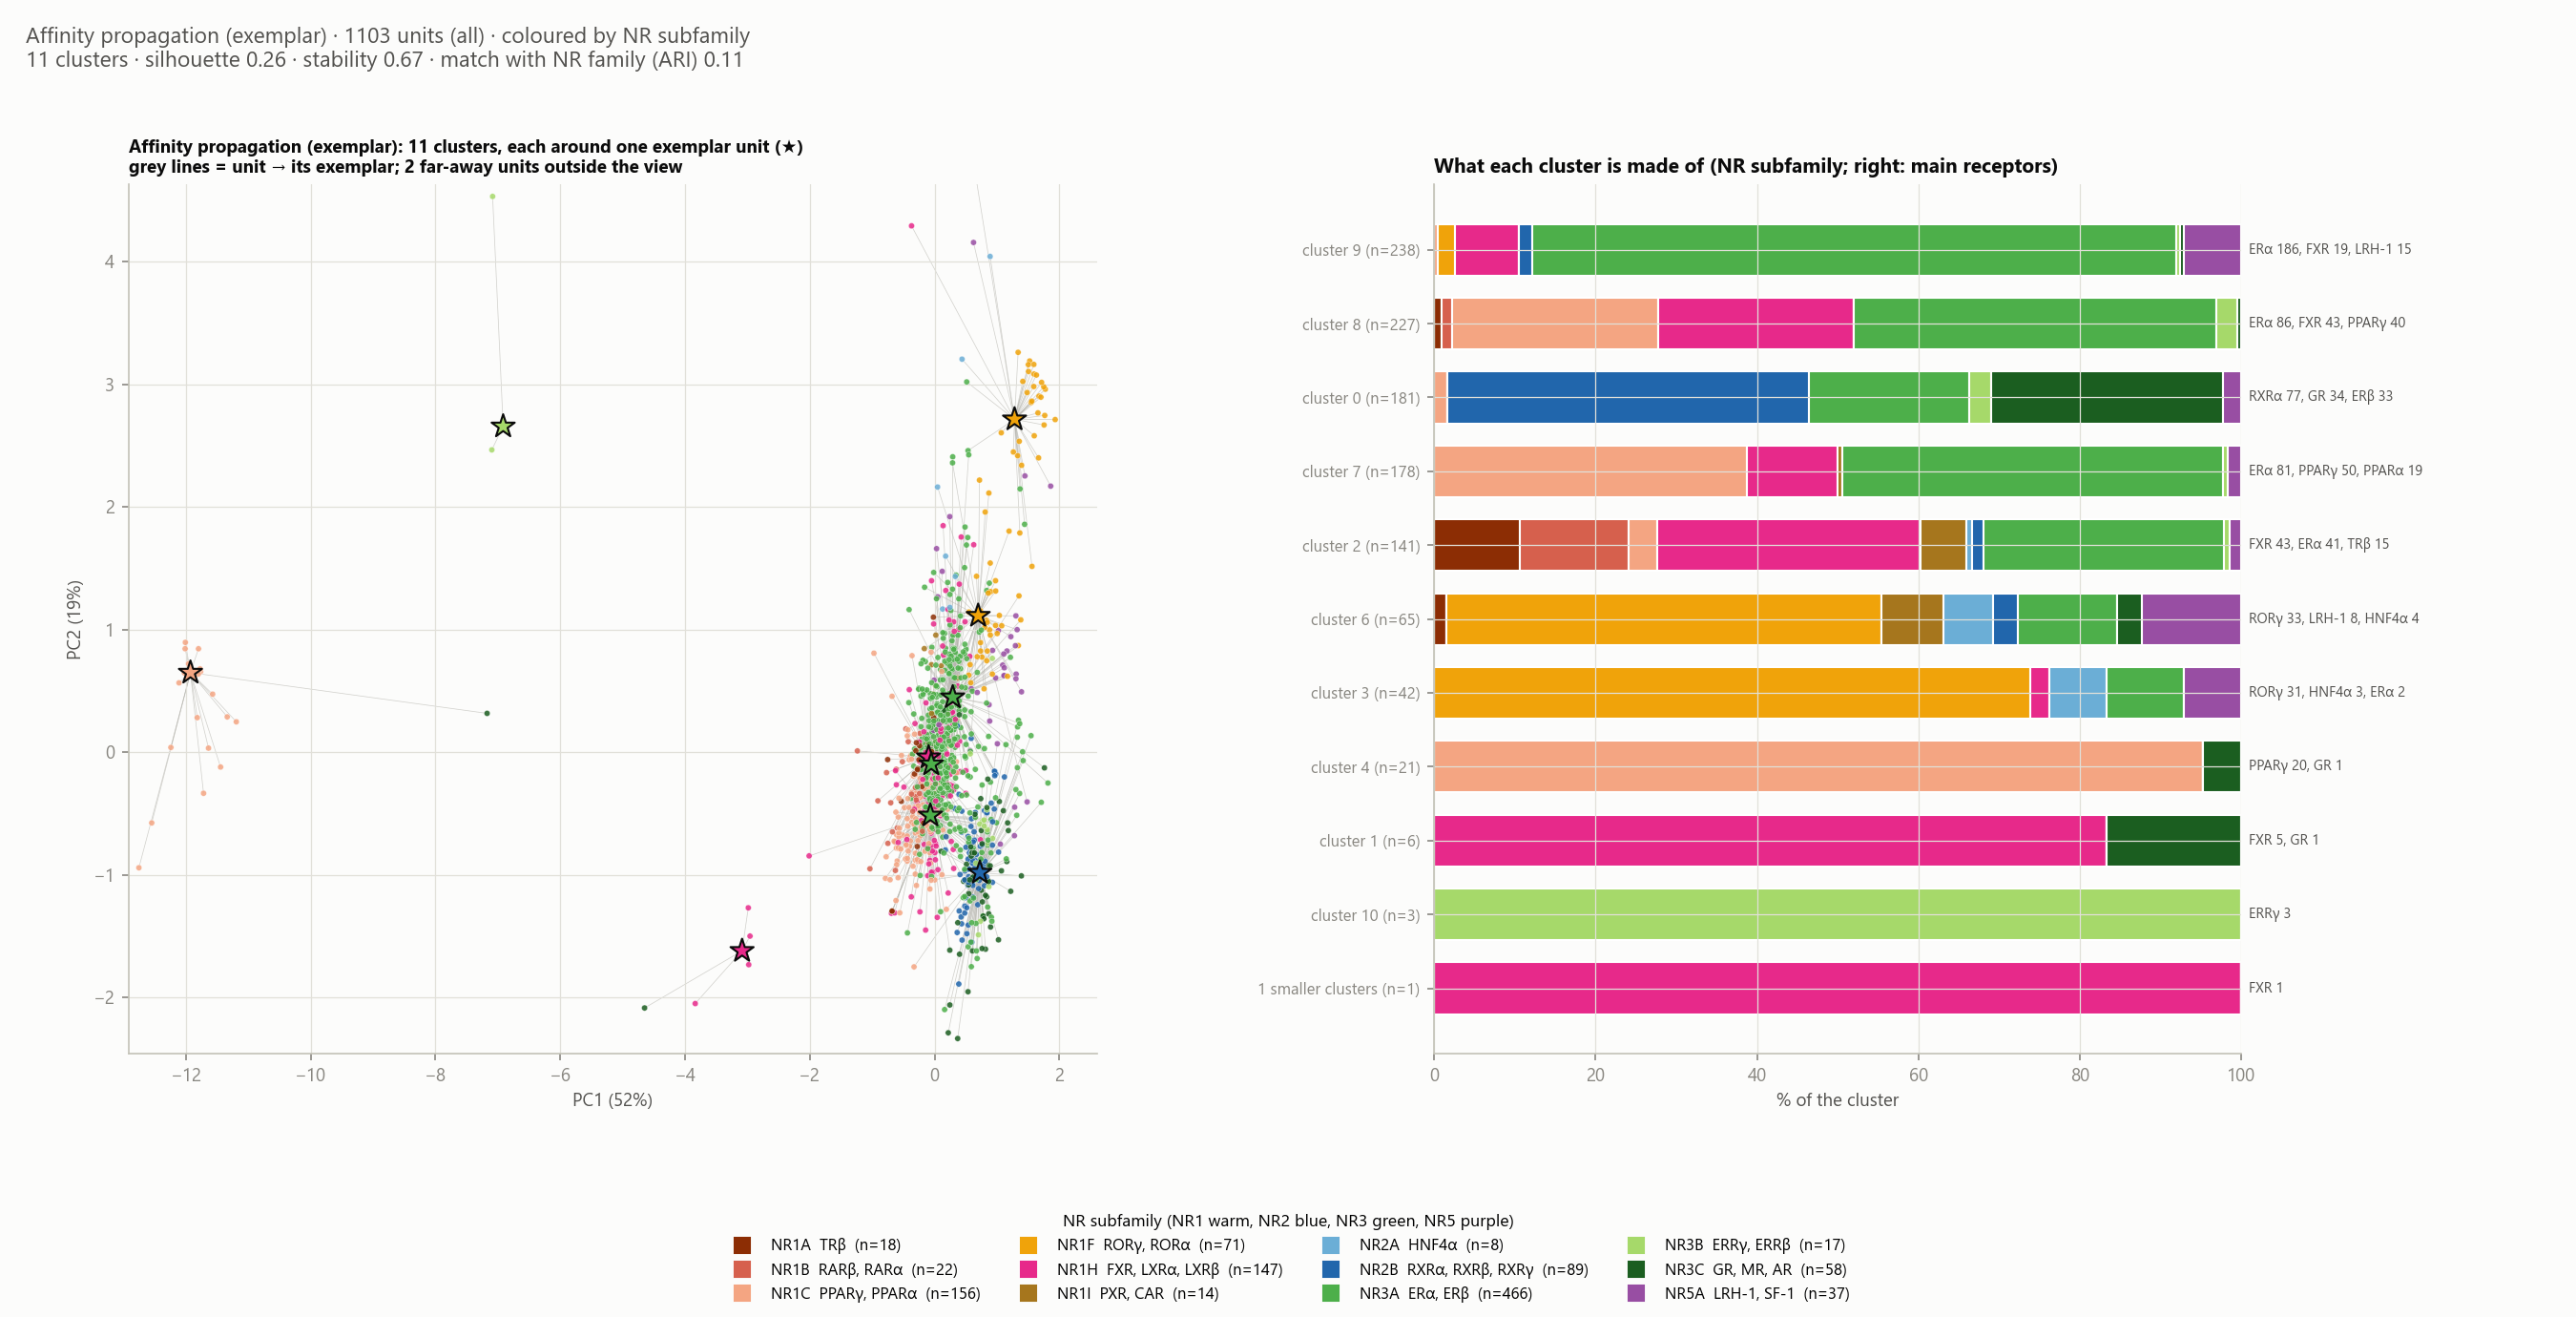 Affinity propagation (exemplar) · 1103 units (all) · coloured by NR subfamily
11 clusters · silhouette 0.26 · stability 0.67 · match with NR family (ARI) 0.11
Affinity propagation (exemplar): 11 clusters, each around one exemplar unit (★)
grey lines = unit → its exemplar; 2 far-away units outside the view
4
3
2
1
0
−1
−2
PC2 (19%)
−12
−10
−8
−6
−4
−2
0
2
PC1 (52%)
What each cluster is made of (NR subfamily; right: main receptors)
cluster 9 (n=238)
ERα 186, FXR 19, LRH-1 15
cluster 8 (n=227)
ERα 86, FXR 43, PPARγ 40
cluster 0 (n=181)
RXRα 77, GR 34, ERβ 33
cluster 7 (n=178)
ERα 81, PPARγ 50, PPARα 19
cluster 2 (n=141)
FXR 43, ERα 41, TRβ 15
cluster 6 (n=65)
RORγ 33, LRH-1 8, HNF4α 4
cluster 3 (n=42)
RORγ 31, HNF4α 3, ERα 2
cluster 4 (n=21)
PPARγ 20, GR 1
cluster 1 (n=6)
FXR 5, GR 1
cluster 10 (n=3)
ERRγ 3
1 smaller clusters (n=1)
FXR 1
0
20
40
60
80
100
% of the cluster
NR subfamily (NR1 warm, NR2 blue, NR3 green, NR5 purple)
NR1A TRβ (n=18)
NR1B RARβ, RARα (n=22)
NR1C PPARγ, PPARα (n=156)
NR1F RORγ, RORα (n=71)
NR1H FXR, LXRα, LXRβ (n=147)
NR1I PXR, CAR (n=14)
NR2A HNF4α (n=8)
NR2B RXRα, RXRβ, RXRγ (n=89)
NR3A ERα, ERβ (n=466)
NR3B ERRγ, ERRβ (n=17)
NR3C GR, MR, AR (n=58)
NR5A LRH-1, SF-1 (n=37)